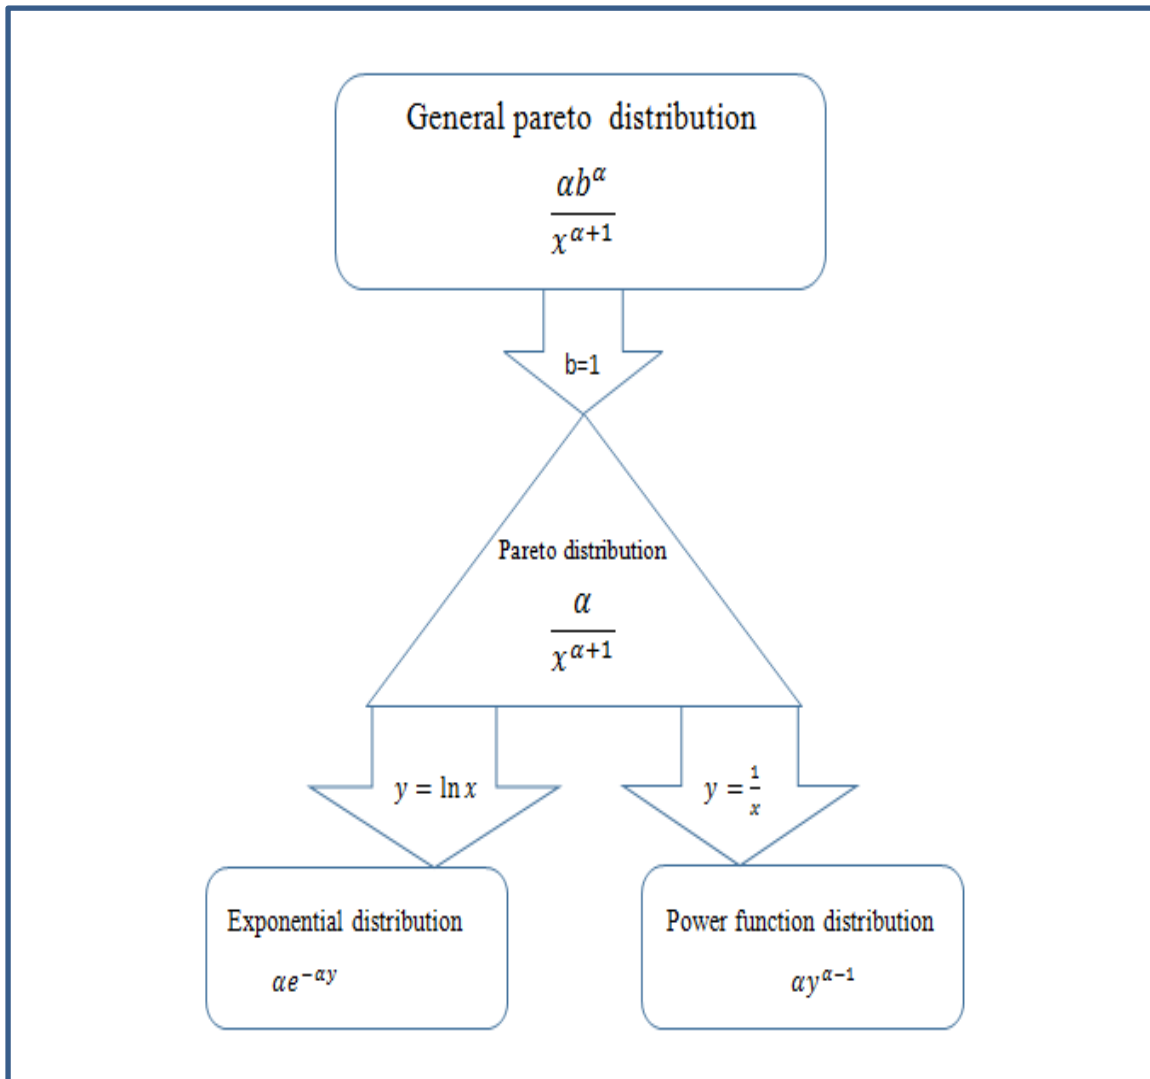 General pareto distribution
αb^α
x^{α+1}
b=1
Pareto distribution
α
x^{α+1}
y = ln x
y = 1/x
Exponential distribution
αe^{−αy}
Power function distribution
αy^{α−1}